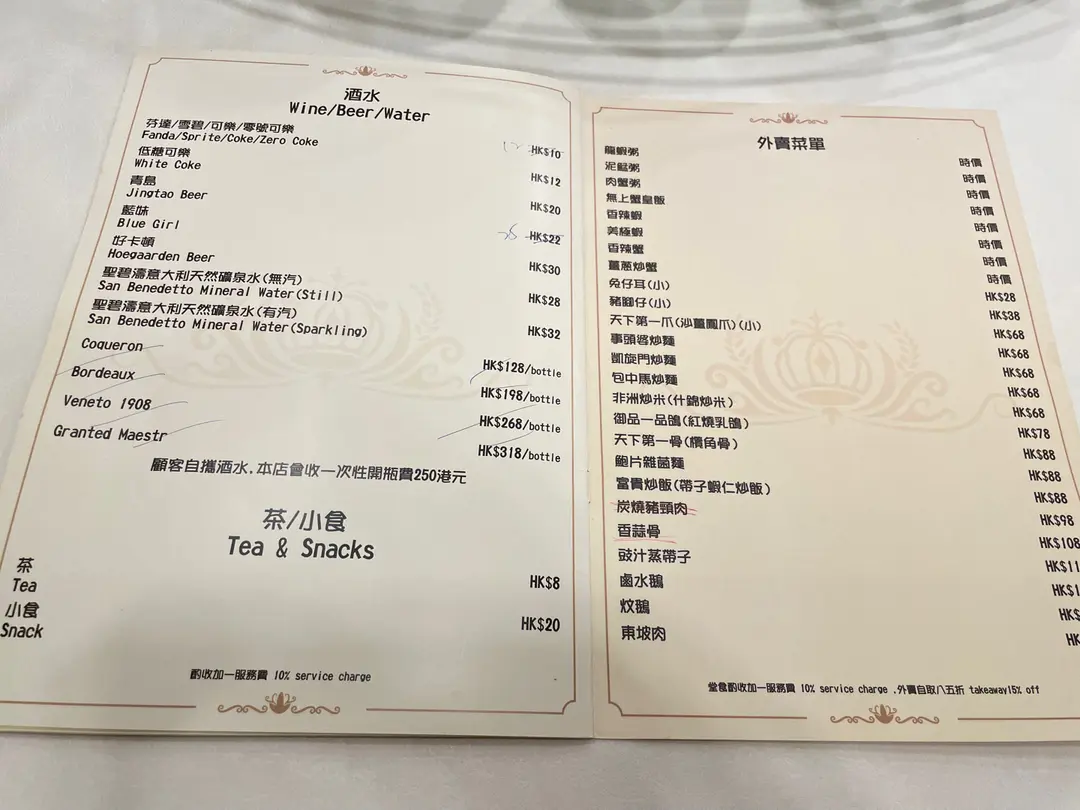 酒水
Wine/Beer/Water
芬達/雪碧/可樂/零號可樂
Fanda/Sprite/Coke/Zero Coke
12 HK$10
低糖可樂
White Coke
HK$12
青島
Jingtao Beer
HK$20
藍妹
Blue Girl
25 HK$22
好卡頓
Hoegaarden Beer
HK$30
聖碧濤意大利天然礦泉水(無汽)
San Benedetto Mineral Water(Still)
HK$28
聖碧濤意大利天然礦泉水(有汽)
San Benedetto Mineral Water(Sparkling)
HK$32
Coqueron
HK$128/bottle
Bordeaux
HK$198/bottle
Veneto 1908
HK$268/bottle
Granted Maestr
HK$318/bottle
顧客自攜酒水.本店會收一次性開瓶費250港元
茶/小食
Tea & Snacks
茶
Tea
HK$8
小食
Snack
HK$20
酌收加一服務費 10% service charge
外賣菜單
龍蝦粥 時價
泥鯭粥 時價
肉蟹粥 時價
無上蟹皇飯 時價
香辣蝦 時價
美極蝦 時價
香辣蟹 時價
薑蔥炒蟹 HK$28
兔仔耳(小) HK$38
豬腳仔(小) HK$68
天下第一爪(沙薑鳳爪)(小) HK$68
事頭婆炒麵 HK$68
凱旋門炒麵 HK$68
包中馬炒麵 HK$68
非洲炒米(什錦炒米) HK$78
御品一品鴿(紅燒乳鴿) HK$88
天下第一骨(櫃角骨) HK$88
鮑片雜菌麵 HK$88
富貴炒飯(帶子蝦仁炒飯) HK$98
炭燒豬頸肉 HK$108
香蒜骨
豉汁蒸帶子
鹵水鵝
炆鵝
東坡肉
堂食酌收加一服務費 10% service charge .外賣自取八五折 takeaway15% off